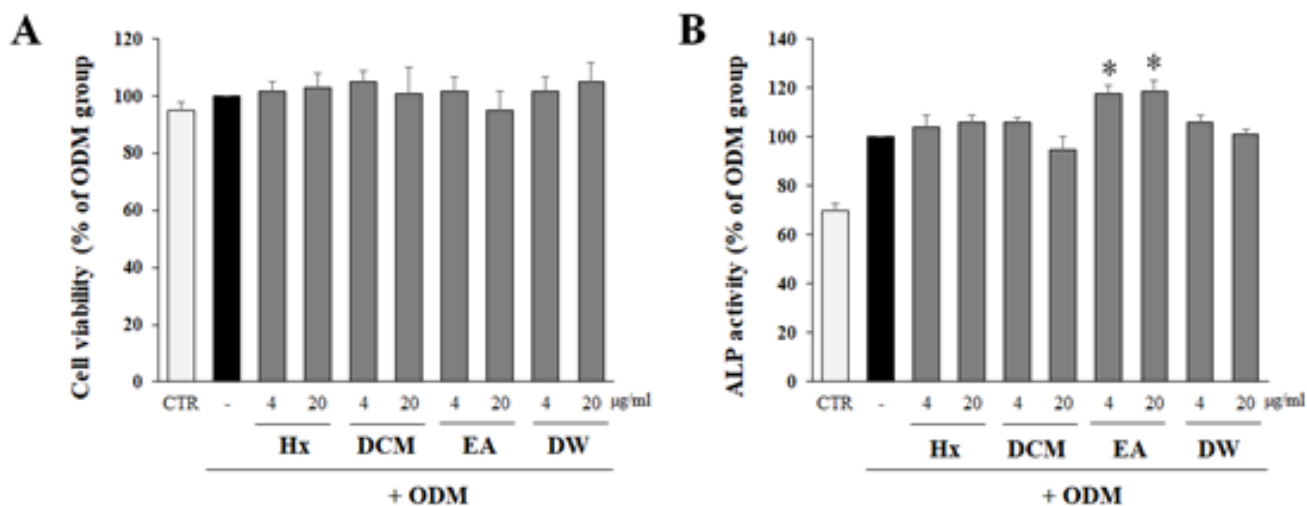 A
Cell viability (% of ODM group
120
100
80
60
40
20
0
CTR - 4 20 4 20 4 20 4 20 μg/ml
Hx DCM EA DW
+ ODM
B
ALP activity (% of ODM group
140
120
100
80
60
40
20
0
* *
CTR - 4 20 4 20 4 20 4 20 μg/ml
Hx DCM EA DW
+ ODM